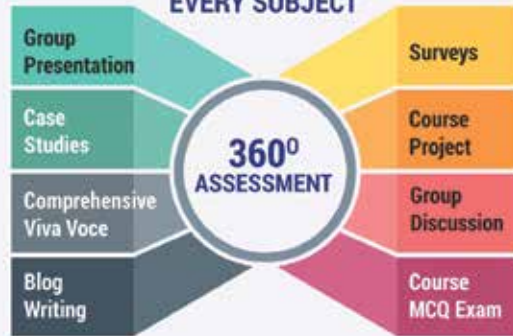 EVERY SUBJECT
Group
Presentation
Case
Studies
Comprehensive
Viva Voce
Blog
Writing
360⁰
ASSESSMENT
Surveys
Course
Project
Group
Discussion
Course
MCQ Exam